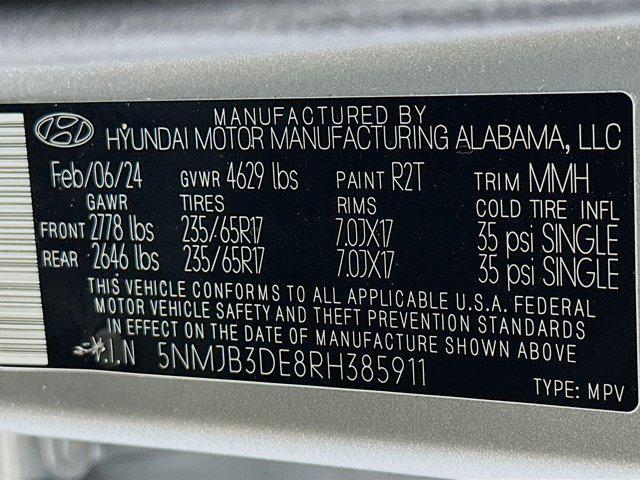 MANUFACTURED BY
HYUNDAI MOTOR MANUFACTURING ALABAMA, LLC
Feb/06/24 GVWR 4629 lbs PAINT R2T TRIM MMH
GAWR TIRES RIMS COLD TIRE INFL
FRONT 2778 lbs 235/65R17 7.0JX17 35 psi SINGLE
REAR 2646 lbs 235/65R17 7.0JX17 35 psi SINGLE
THIS VEHICLE CONFORMS TO ALL APPLICABLE U.S.A. FEDERAL
MOTOR VEHICLE SAFETY AND THEFT PREVENTION STANDARDS
IN EFFECT ON THE DATE OF MANUFACTURE SHOWN ABOVE
.I.N 5NMJB3DE8RH385911
TYPE: MPV